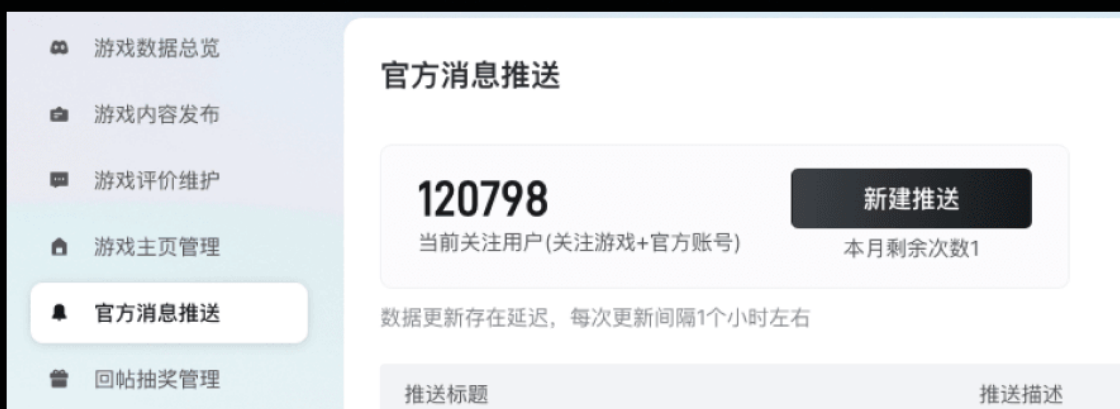 游戏数据总览
游戏内容发布
游戏评价维护
游戏主页管理
官方消息推送
回帖抽奖管理
官方消息推送
120798
当前关注用户(关注游戏+官方账号)
新建推送
本月剩余次数1
数据更新存在延迟，每次更新间隔1个小时左右
推送标题 推送描述